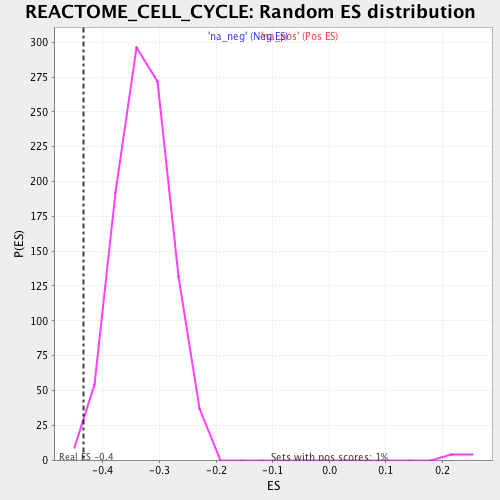 REACTOME_CELL_CYCLE: Random ES distribution
'na_neg' (Neg ES)
'na_pos' (Pos ES)
300
275
250
225
200
175
150
125
100
75
50
25
0
P(ES)
Real ES -0.4
Sets with pos scores: 1%
-0.4
-0.3
-0.2
-0.1
0.0
0.1
0.2
ES